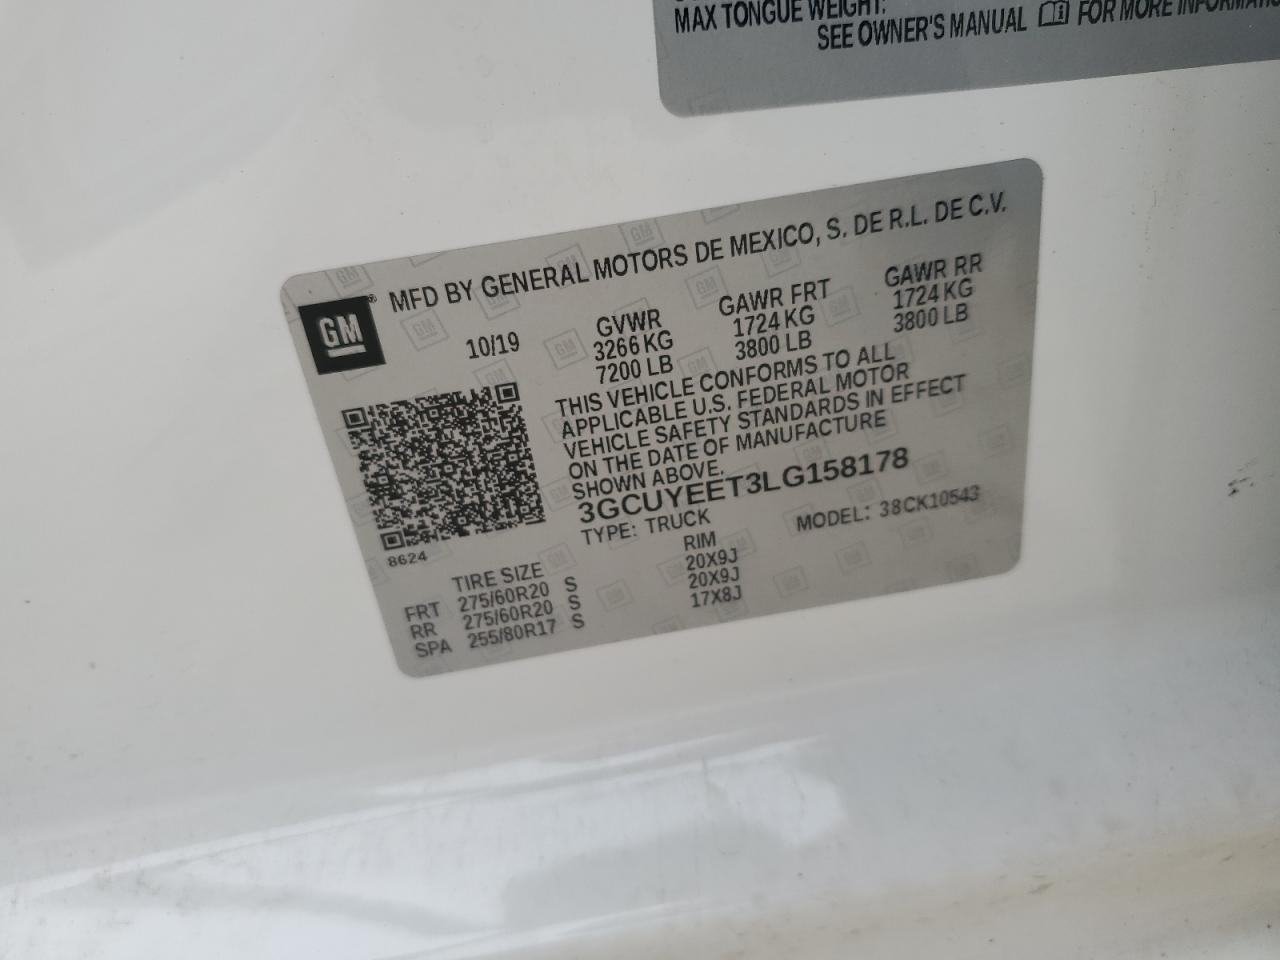 MAX TONGUE WEIGHT:
SEE OWNER'S MANUAL FOR MORE INFORMATION
GM ® MFD BY GENERAL MOTORS DE MEXICO, S. DE R.L. DE C.V.
10/19 GVWR GAWR FRT GAWR RR
3266 KG 1724 KG 1724 KG
7200 LB 3800 LB 3800 LB
THIS VEHICLE CONFORMS TO ALL
APPLICABLE U.S. FEDERAL MOTOR
VEHICLE SAFETY STANDARDS IN EFFECT
ON THE DATE OF MANUFACTURE
SHOWN ABOVE.
3GCUYEET3LG158178
TYPE: TRUCK MODEL: 38CK10543
8624
TIRE SIZE RIM
FRT 275/60R20 S 20X9J
RR 275/60R20 S 20X9J
SPA 255/80R17 S 17X8J